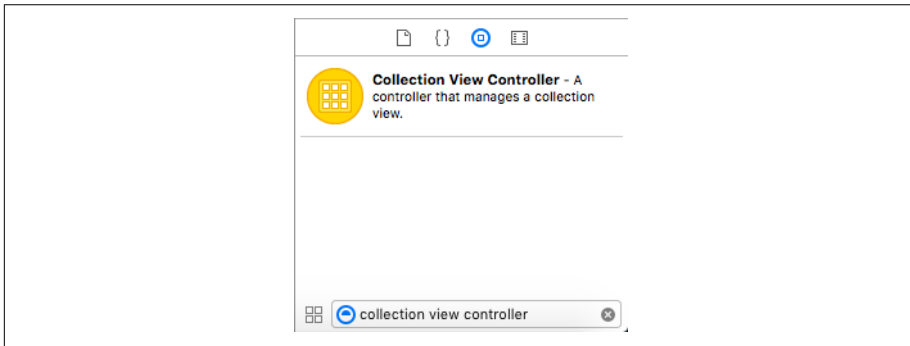 {}
Collection View Controller - A
controller that manages a collection
view.
collection view controller